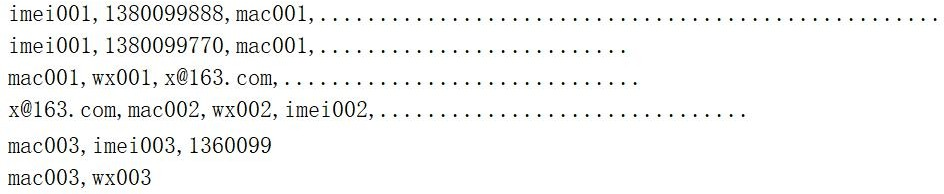 imei001,1380099888,mac001,....................................................
imei001,1380099770,mac001,..........................
mac001,wx001,x@163.com,..............................
x@163.com,mac002,wx002,imei002,...............................
mac003,imei003,1360099
mac003,wx003